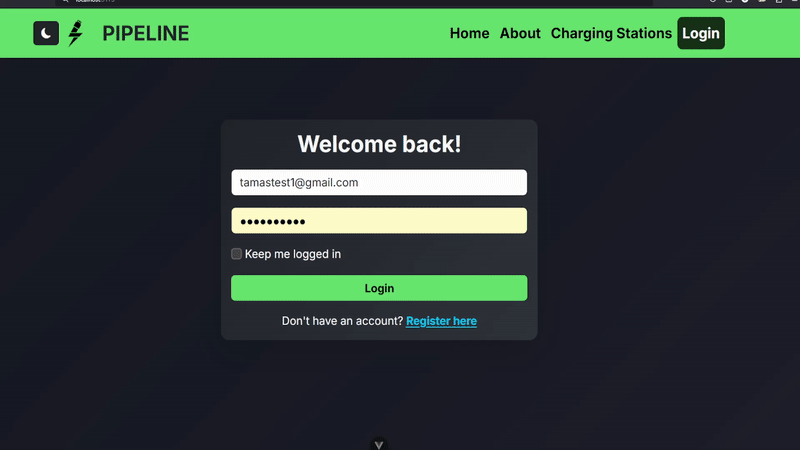 PIPELINE
Home About Charging Stations Login
Welcome back!
tamastest1@gmail.com
••••••••••
Keep me logged in
Login
Don't have an account? Register here